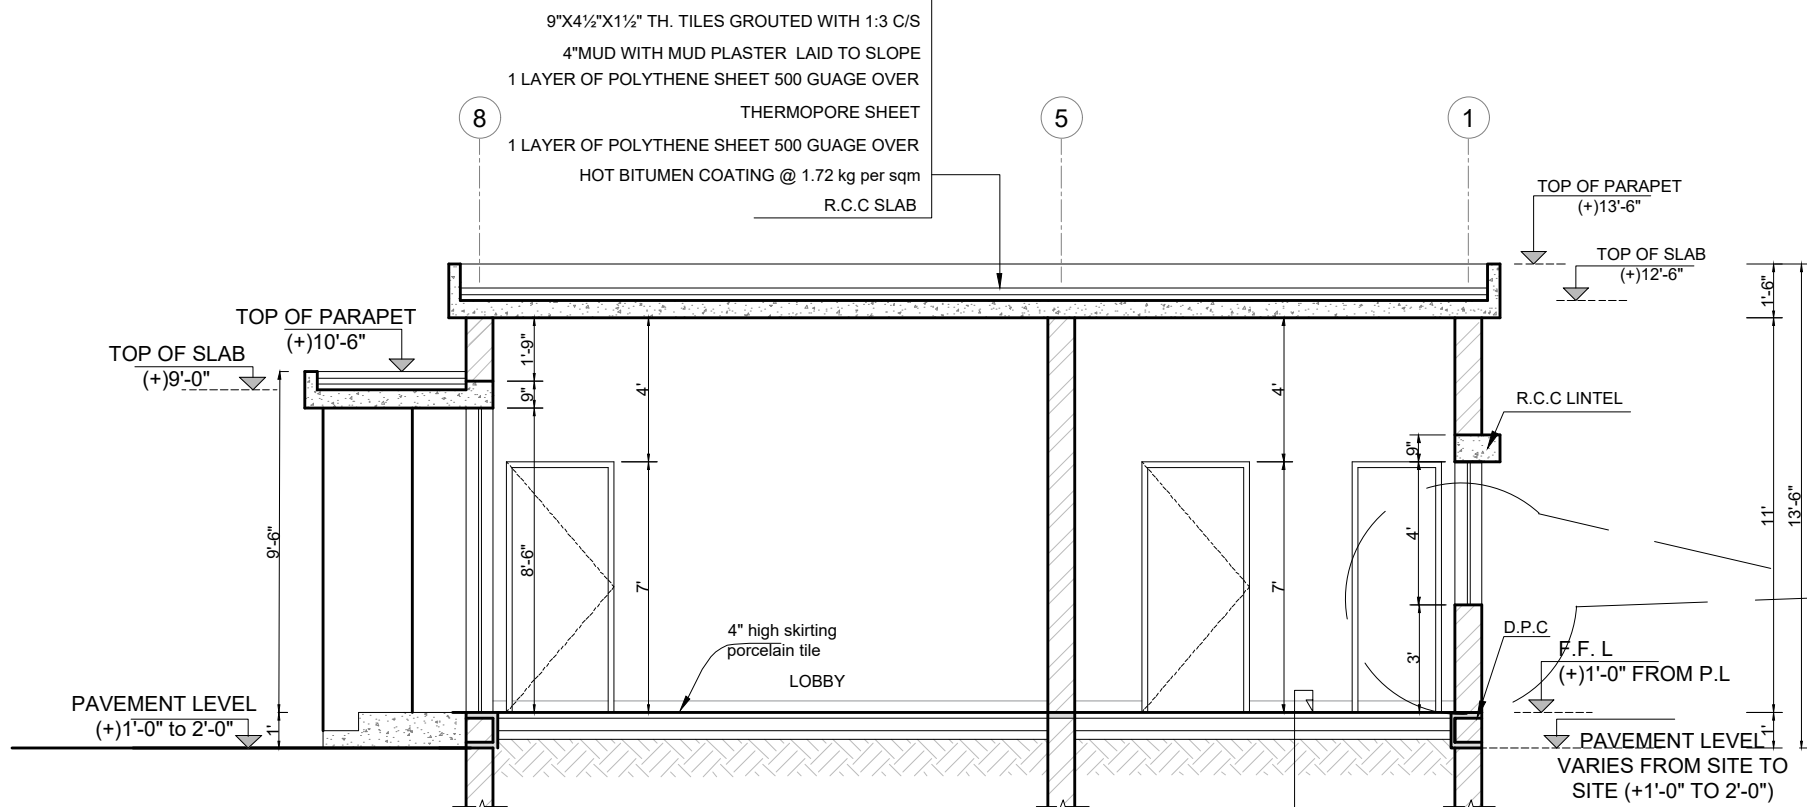 9"X4½"X1½" TH. TILES GROUTED WITH 1:3 C/S
4"MUD WITH MUD PLASTER LAID TO SLOPE
1 LAYER OF POLYTHENE SHEET 500 GUAGE OVER
THERMOPORE SHEET
1 LAYER OF POLYTHENE SHEET 500 GUAGE OVER
HOT BITUMEN COATING @ 1.72 kg per sqm
R.C.C SLAB
8
5
1
TOP OF PARAPET
(+)13'-6"
TOP OF SLAB
(+)12'-6"
TOP OF PARAPET
(+)10'-6"
TOP OF SLAB
(+)9'-0"
1'-9"
9"
8'-6"
4'
7'
4'
7'
9"
4'
3'
R.C.C LINTEL
1'-6"
11'
13'-6"
1'
9'-6"
1'
4" high skirting
porcelain tile
LOBBY
D.P.C
F.F. L
(+)1'-0" FROM P.L
PAVEMENT LEVEL
(+)1'-0" to 2'-0"
PAVEMENT LEVEL
VARIES FROM SITE TO
SITE (+1'-0" TO 2'-0")